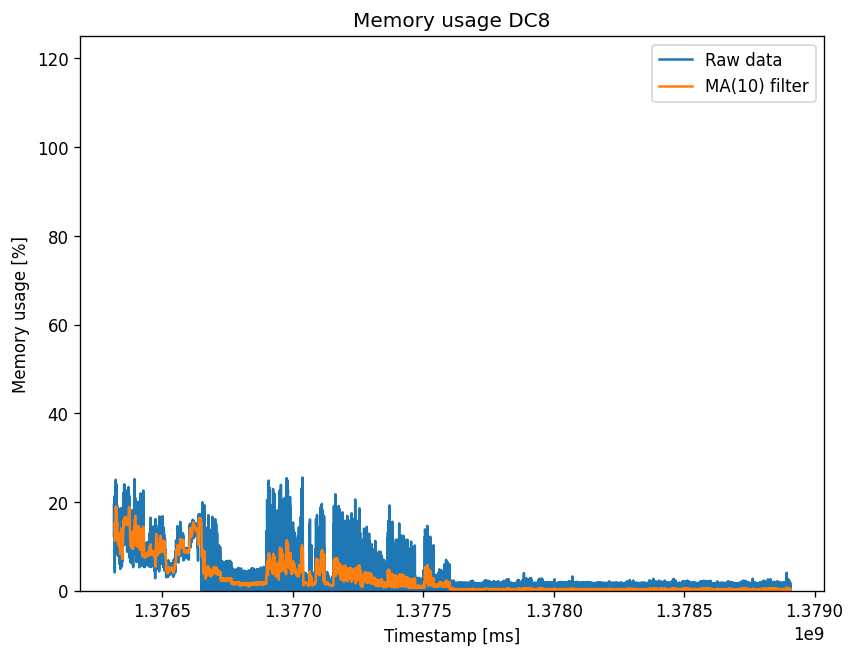 Memory usage DC8
Raw data
MA(10) filter
Memory usage [%]
120
100
80
60
40
20
0
1.3765 1.3770 1.3775 1.3780 1.3785 1.3790
1e9
Timestamp [ms]